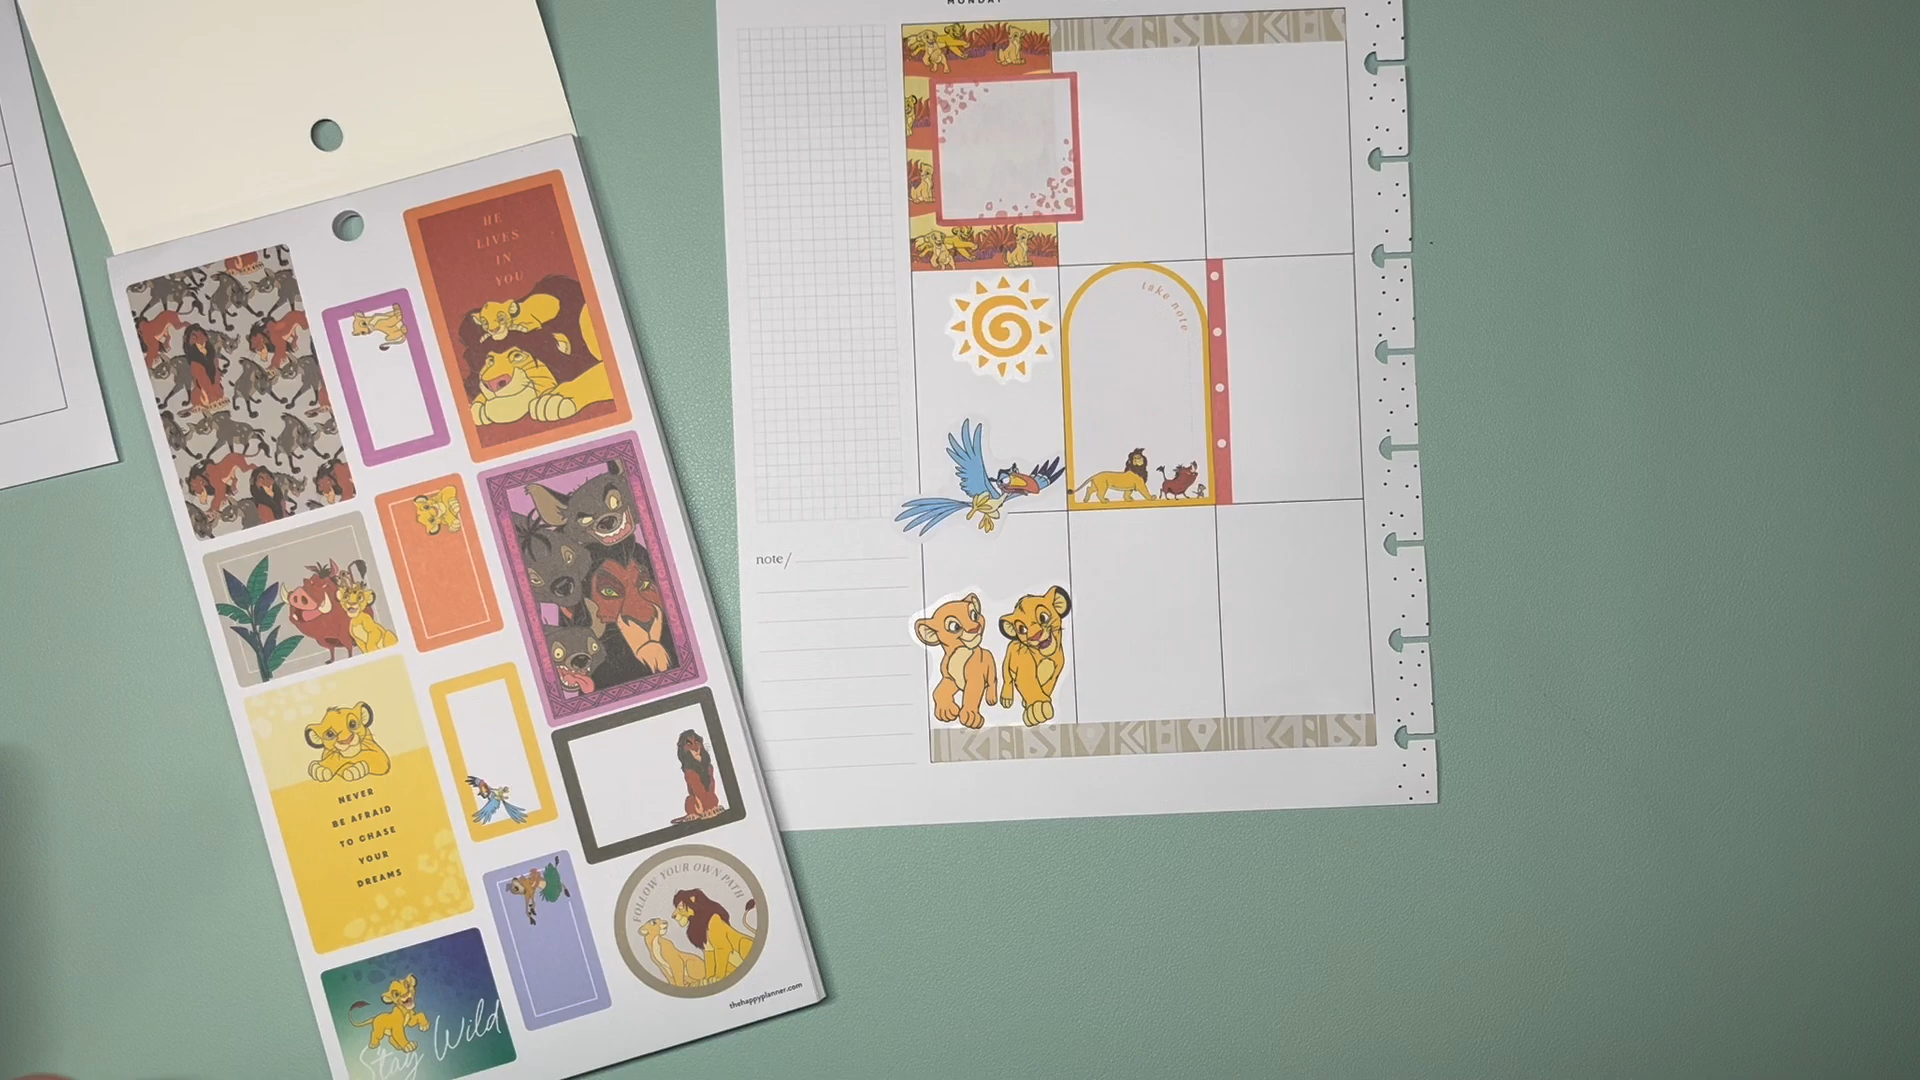 HE
LIVES
IN
YOU
NEVER
BE AFRAID
TO CHASE
YOUR
DREAMS
FOLLOW YOUR OWN PATH
Stay Wild
thehappyplanner.com
MONDAY
take note
note/